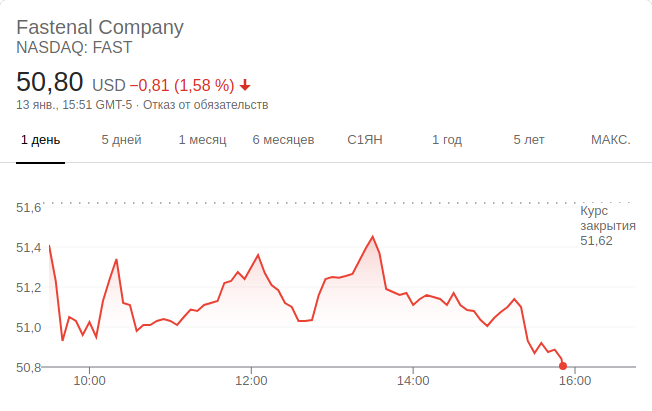 Fastenal Company
NASDAQ: FAST
50,80 USD −0,81 (1,58 %)
13 янв., 15:51 GMT-5 · Отказ от обязательств
1 день 5 дней 1 месяц 6 месяцев С1ЯН 1 год 5 лет МАКС.
51,6
Курс
закрытия
51,62
51,4
51,2
51,0
50,8
10:00 12:00 14:00 16:00